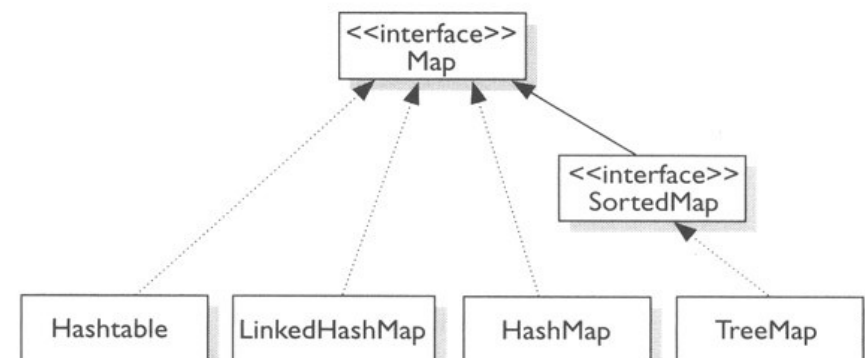 <<interface>>
Map
<<interface>>
SortedMap
Hashtable
LinkedHashMap
HashMap
TreeMap